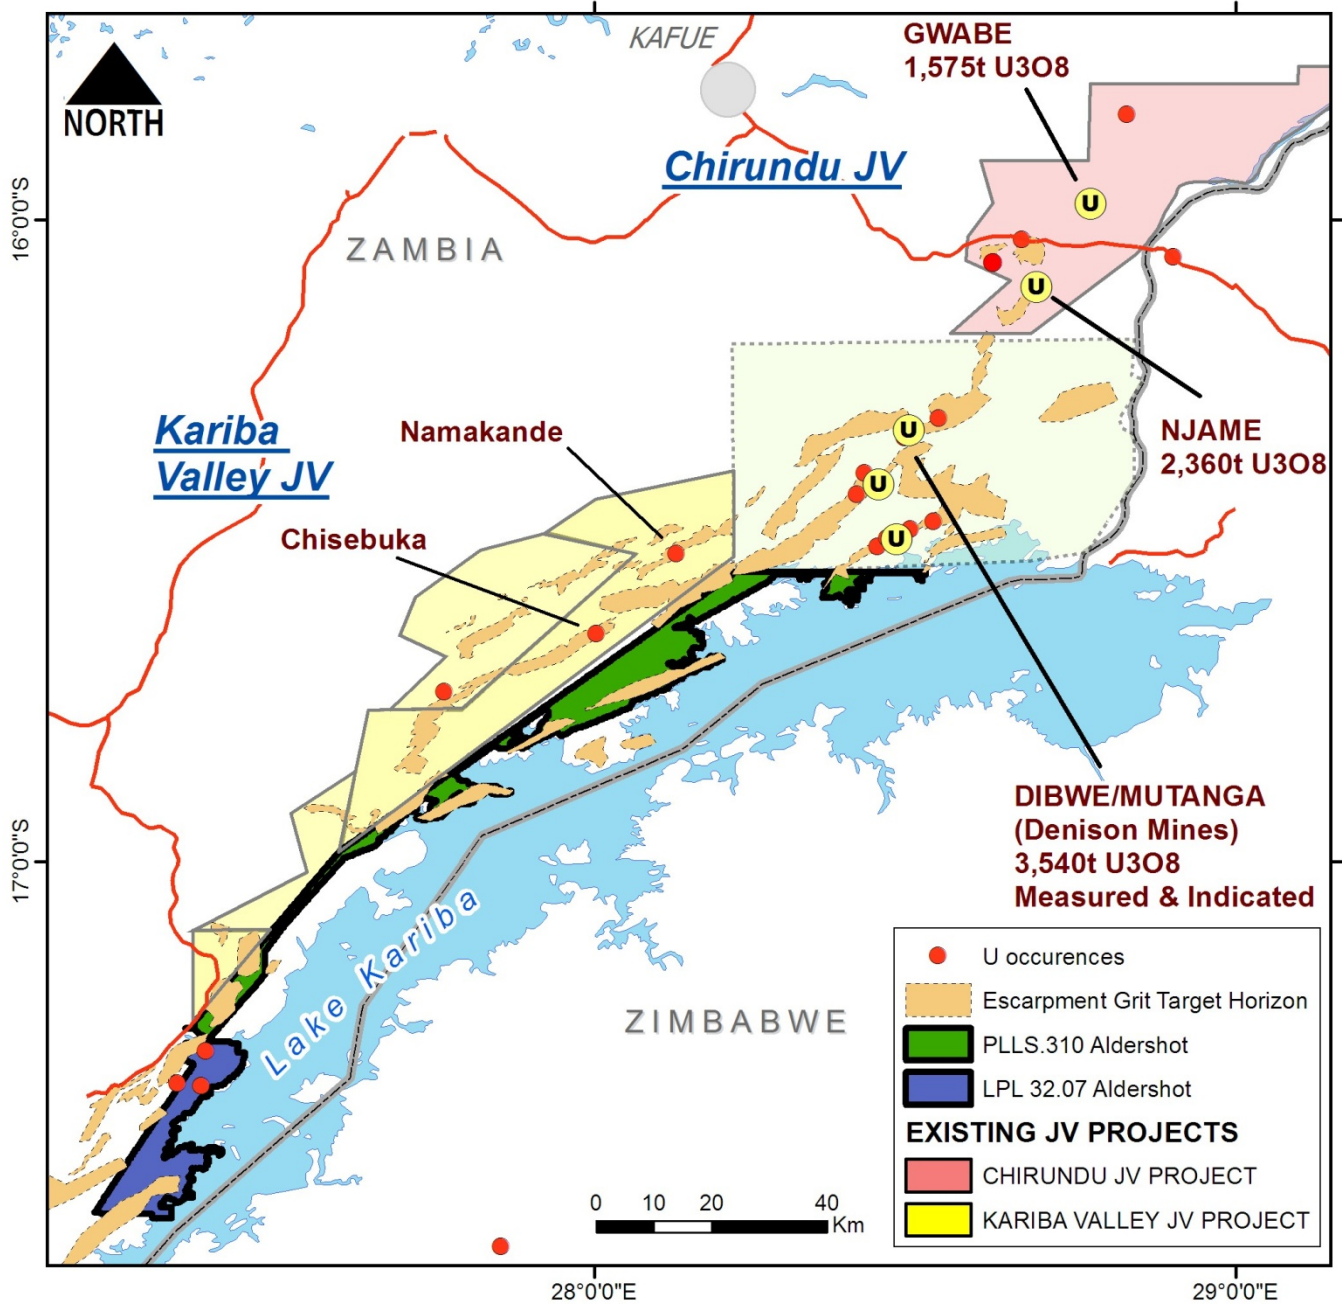 KAFUE
GWABE
1,575t U3O8
NORTH
Chirundu JV
16°0'0"S
ZAMBIA
U
U
Kariba
Valley JV
Namakande
NJAME
2,360t U3O8
U
U
U
Chisebuka
DIBWE/MUTANGA
(Denison Mines)
3,540t U3O8
Measured & Indicated
17°0'0"S
Lake Kariba
ZIMBABWE
U occurences
Escarpment Grit Target Horizon
PLLS.310 Aldershot
LPL 32.07 Aldershot
EXISTING JV PROJECTS
CHIRUNDU JV PROJECT
KARIBA VALLEY JV PROJECT
0 10 20 40
Km
28°0'0"E
29°0'0"E